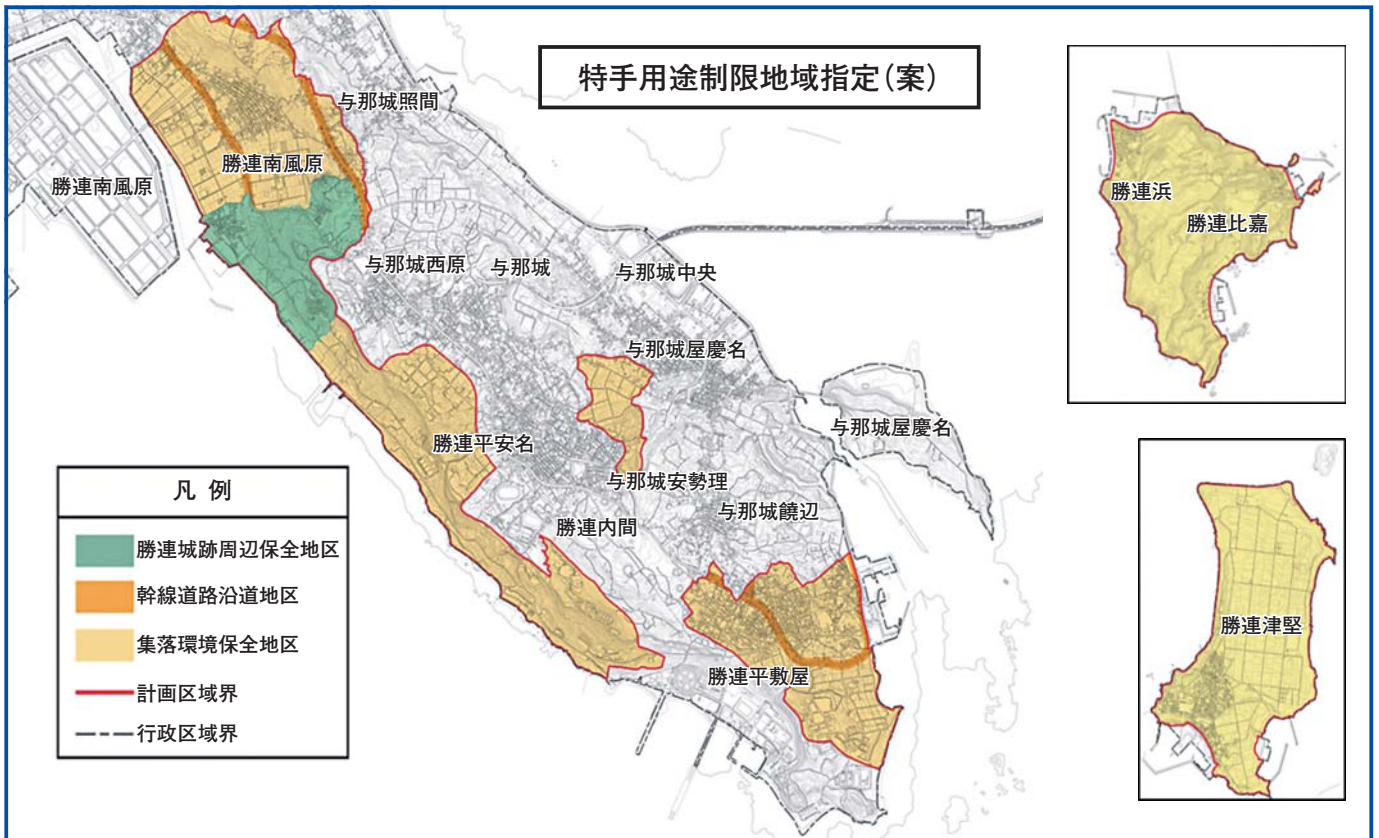 特手用途制限地域指定（案）
与那城照間
勝連南風原
勝連南風原
与那城西原
与那城
与那城中央
与那城屋慶名
与那城屋慶名
勝連平安名
与那城安勢理
与那城饒辺
勝連内間
勝連平敷屋
凡 例
勝連城跡周辺保全地区
幹線道路沿道地区
集落環境保全地区
計画区域界
行政区域界
勝連浜
勝連比嘉
勝連津堅